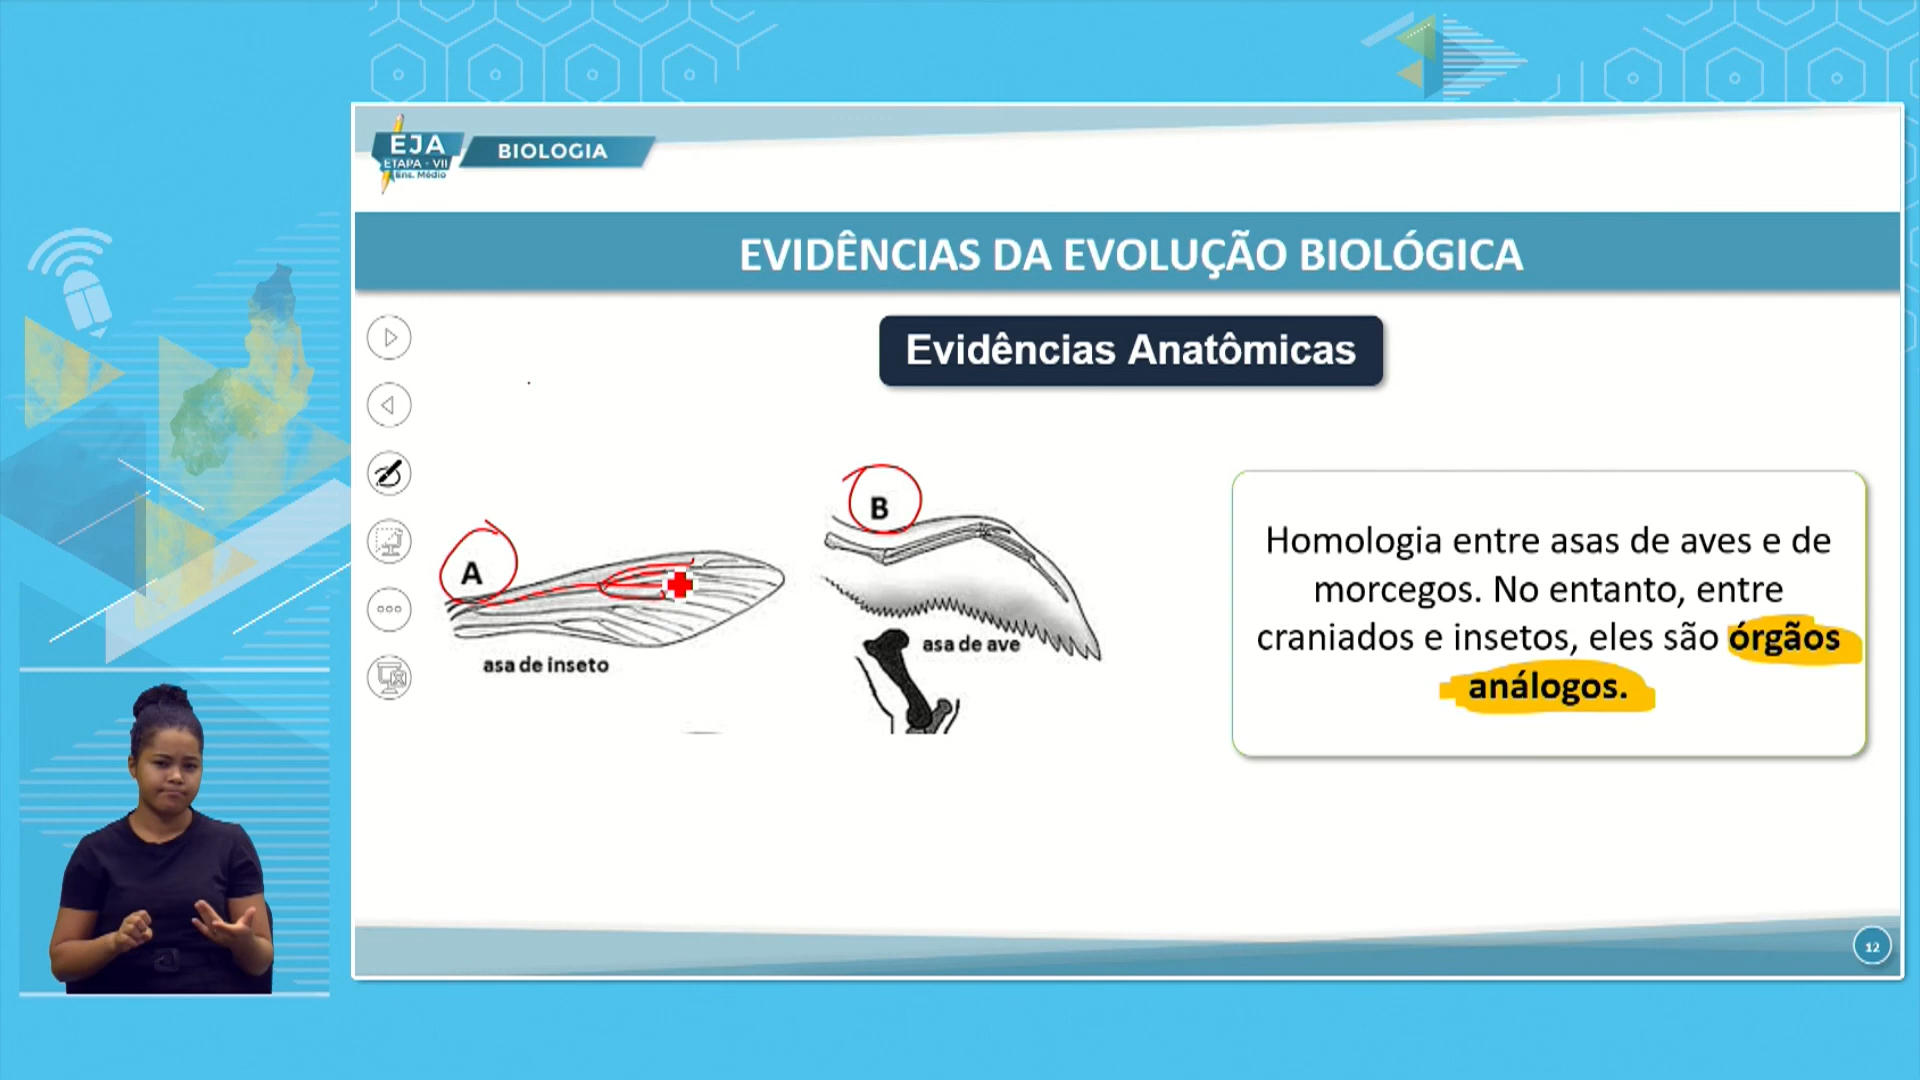 EJA
ETAPA - VII
Ens. Médio
BIOLOGIA
EVIDÊNCIAS DA EVOLUÇÃO BIOLÓGICA
Evidências Anatômicas
A
asa de inseto
B
asa de ave
Homologia entre asas de aves e de
morcegos. No entanto, entre
craniados e insetos, eles são órgãos
análogos.
12